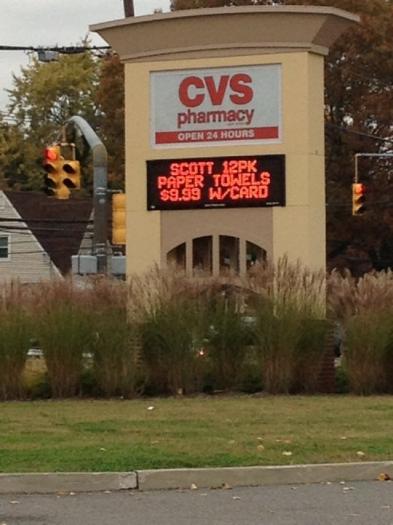 CVS
pharmacy
OPEN 24 HOURS
SCOTT 12PK
PAPER TOWELS
$9.99 W/CARD